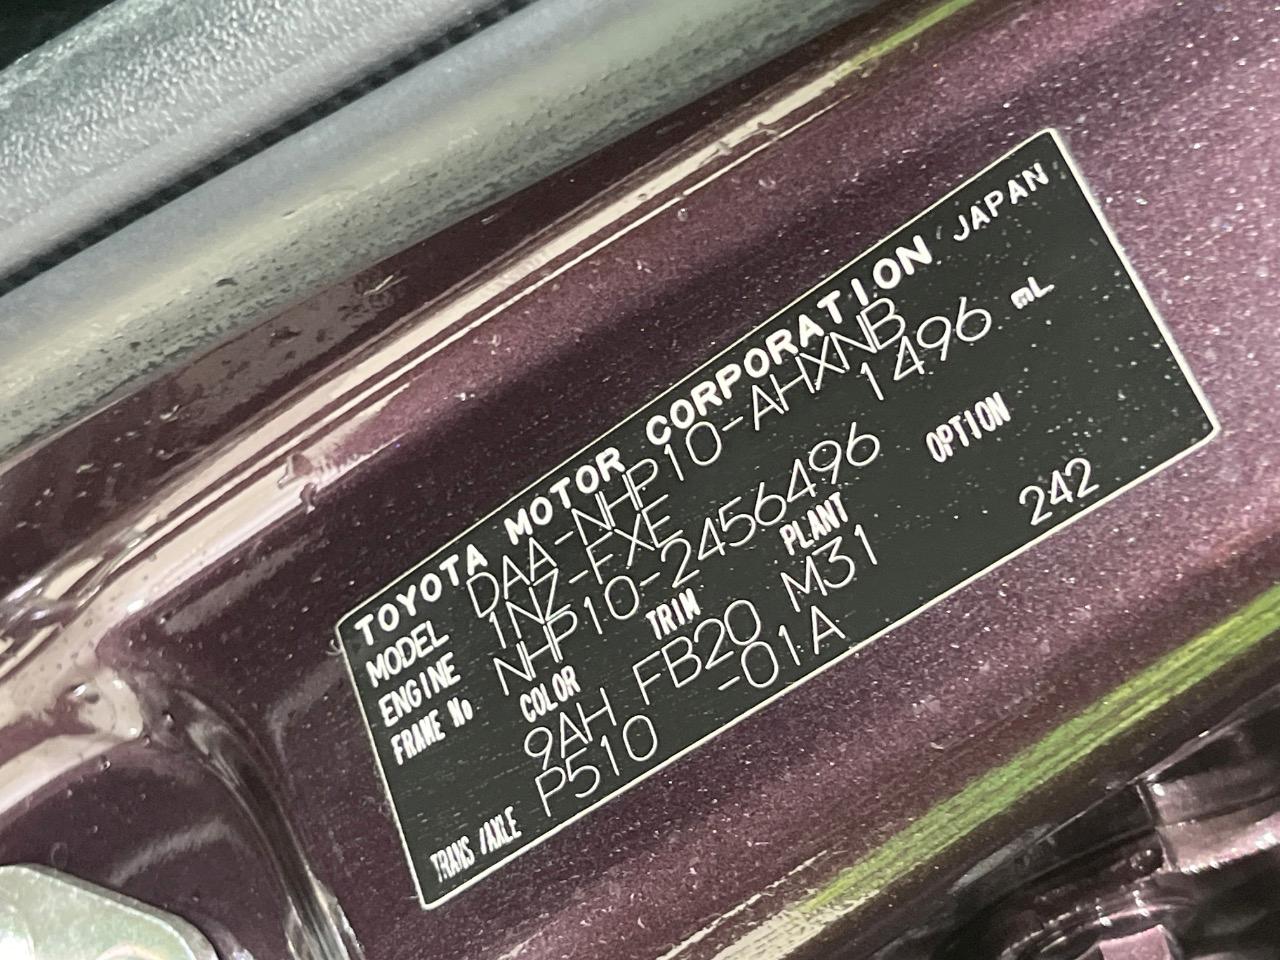 TOYOTA MOTOR CORPORATION JAPAN
MODEL DAA-NHP10-AHXNB
ENGINE 1NZ-FXE 1496 mL
FRAME No NHP10-2456496
COLOR TRIM PLANT OPTION
9AH FB20 M31 242
-01A
TRANS/AXLE P510